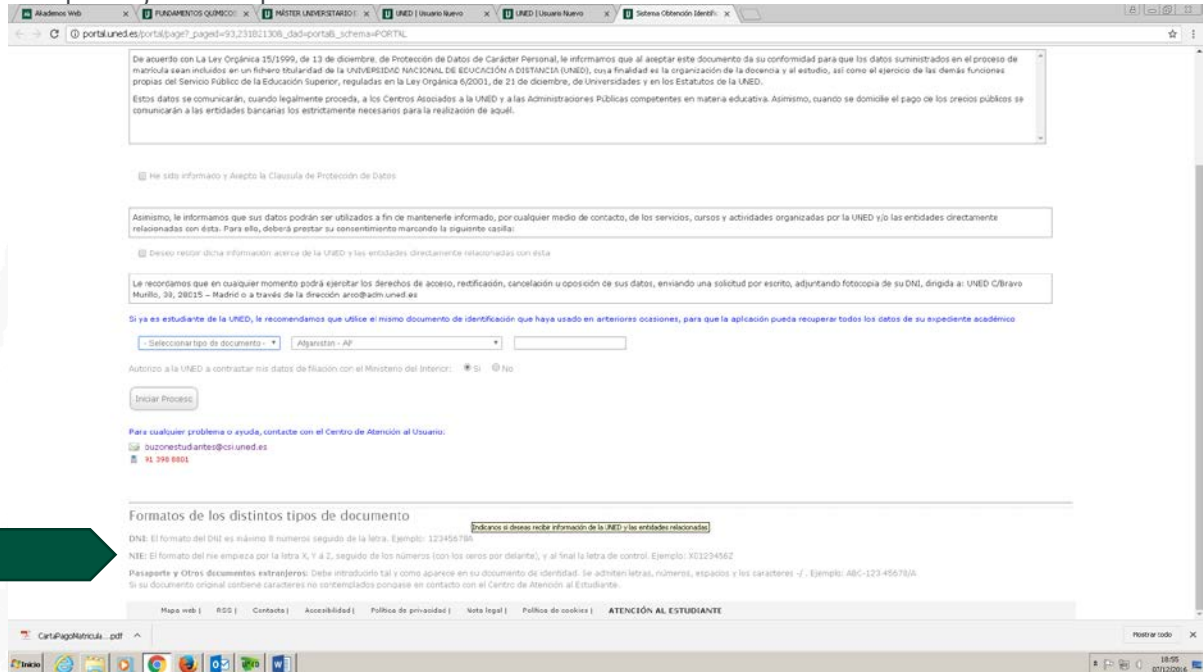 Akademos Web
FUNDAMENTOS QUÍMICOS
MÁSTER UNIVERSITARIO E
UNED | Usuario Nuevo
UNED | Usuario Nuevo
Sistema Obtención Identific
portal.uned.es/portal/page?_pageid=93,23102130&_dad=portal&_schema=PORTAL
De acuerdo con La Ley Orgánica 15/1999, de 13 de diciembre, de Protección de Datos de Carácter Personal, le informamos que al aceptar este documento da su conformidad para que los datos suministrados en el proceso de
matrícula sean incluidos en un fichero titularidad de la UNIVERSIDAD NACIONAL DE EDUCACIÓN A DISTANCIA (UNED), cuya finalidad es la organización de la docencia y el estudio, así como el ejercicio de las demás funciones
propias del Servicio Público de la Educación Superior, reguladas en la Ley Orgánica 6/2001, de 21 de diciembre, de Universidades y en los Estatutos de la UNED.
Estos datos se comunicarán, cuando legalmente proceda, a los Centros Asociados a la UNED y a las Administraciones Públicas competentes en materia educativa. Asimismo, cuando se domicilie el pago de los precios públicos se
comunicarán a las entidades bancarias los estrictamente necesarios para la realización de aquél.
He sido informado y Acepto la Clausula de Protección de Datos
Asimismo, le informamos que sus datos podrán ser utilizados a fin de mantenerle informado, por cualquier medio de contacto, de los servicios, cursos y actividades organizadas por la UNED y/o las entidades directamente
relacionadas con ésta. Para ello, deberá prestar su consentimiento marcando la siguiente casilla:
Deseo recibir dicha información acerca de la UNED y las entidades directamente relacionadas con ésta
Le recordamos que en cualquier momento podrá ejercitar los derechos de acceso, rectificación, cancelación u oposición de sus datos, enviando una solicitud por escrito, adjuntando fotocopia de su DNI, dirigida a: UNED C/Bravo
Murillo, 38, 28015 – Madrid o a través de la dirección arco@adm.uned.es
Si ya es estudiante de la UNED, le recomendamos que utilice el mismo documento de identificación que haya usado en anteriores ocasiones, para que la aplicación pueda recuperar todos los datos de su expediente académico
- Seleccionar tipo de documento - Afganistan - AF
Autorizo a la UNED a contrastar mis datos de filiación con el Ministerio del Interior: Si No
Iniciar Proceso
Para cualquier problema o ayuda, contacte con el Centro de Atención al Usuario:
buzonestudiantes@csi.uned.es
91 398 8801
Formatos de los distintos tipos de documento
Indicanos si deseas recibir información de la UNED y las entidades relacionadas
DNI: El formato del DNI es máximo 8 numeros seguido de la letra. Ejemplo: 12345678A
NIE: El formato del nie empieza por la letra X, Y ó Z, seguido de los números (con los ceros por delante), y al final la letra de control. Ejemplo: X01234562
Pasaporte y Otros documentos extranjeros: Debe introducirlo tal y como aparece en su documento de identidad. Se admiten letras, números, espacios y los caracteres -/ . Ejemplo: ABC-123 45678/A
Si su documento original contiene caracteres no contemplados pongase en contacto con el Centro de Atención al Estudiante.
Mapa web | RSS | Contacta | Accesibilidad | Política de privacidad | Nota legal | Política de cookies | ATENCIÓN AL ESTUDIANTE
CartaPagoMatricula....pdf
Mostrar todo
Inicio
18:55
07/12/2016